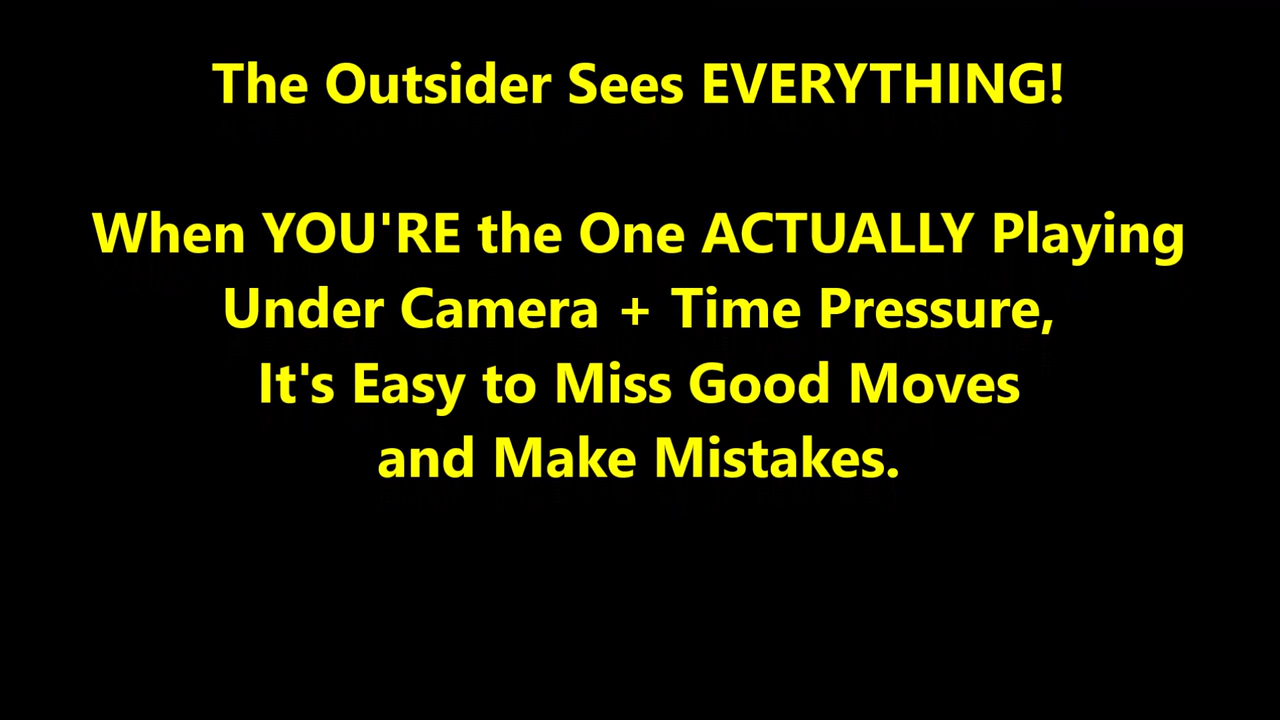 The Outsider Sees EVERYTHING!
When YOU'RE the One ACTUALLY Playing
Under Camera + Time Pressure,
It's Easy to Miss Good Moves
and Make Mistakes.